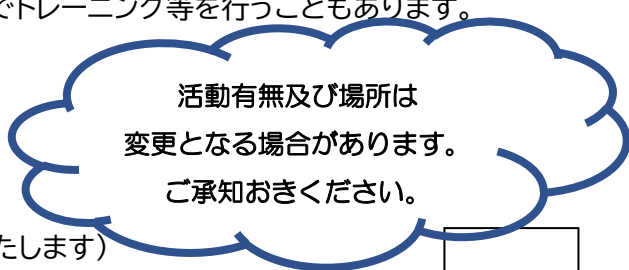 でトレーニング等を行うこともあります。
活動有無及び場所は
変更となる場合があります。
ご承知おきください。
たします）